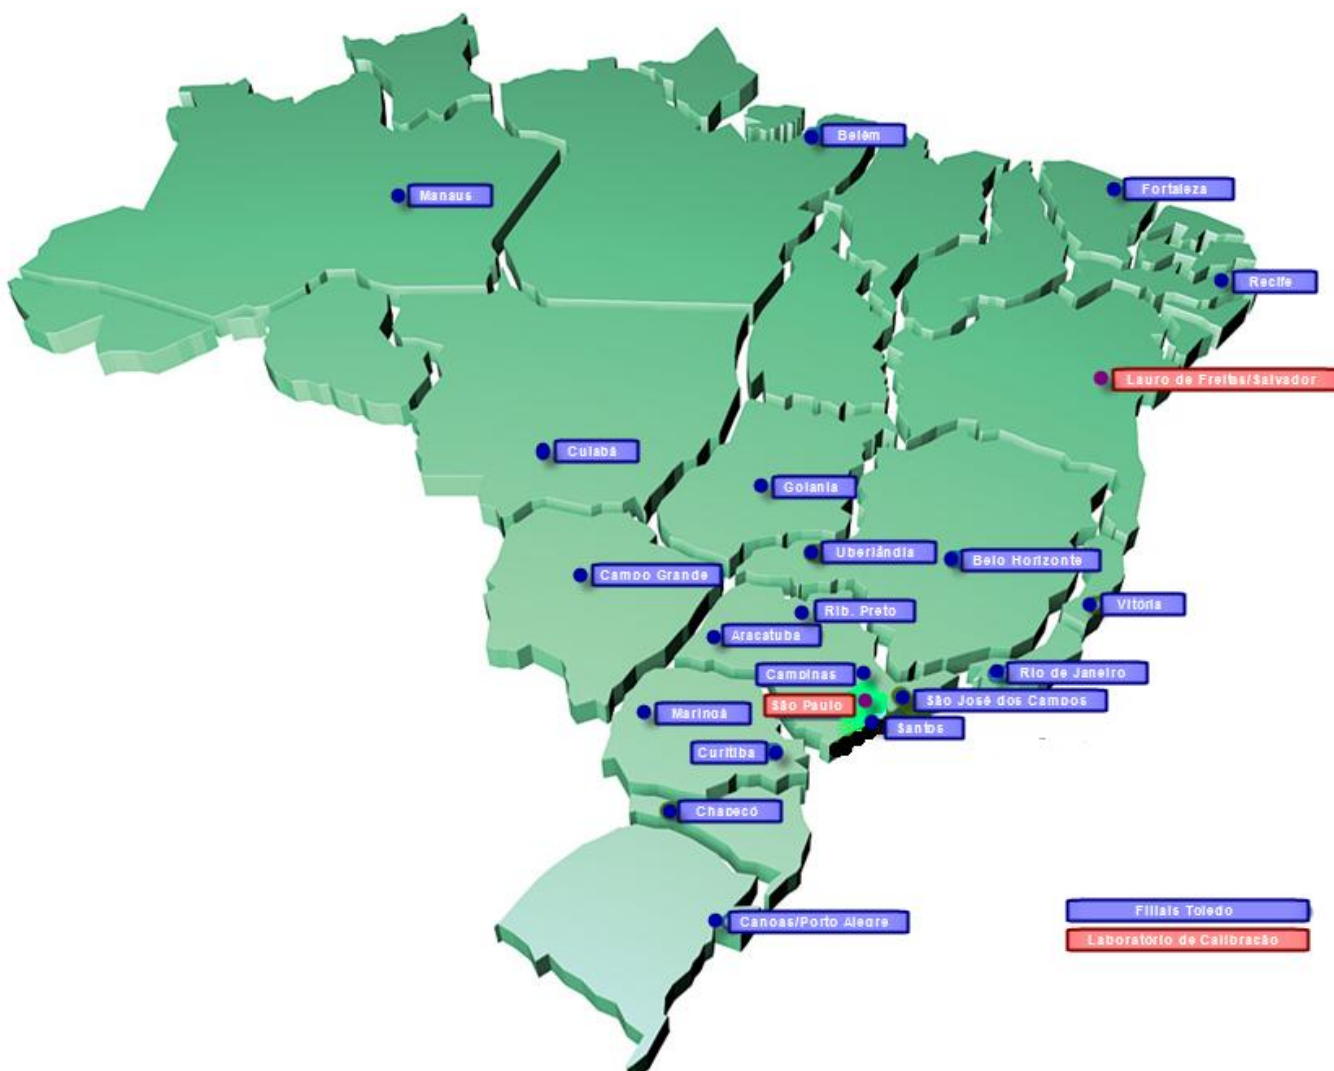 Belém
Manaus
Fortaleza
Recife
Lauro de Freitas/Salvador
Cuiabá
Goiania
Uberlândia
Belo Horizonte
Campo Grande
Vitória
Rib. Preto
Aracatuba
Campinas
Rio de Janeiro
São Paulo
São José dos Campos
Maringá
Santos
Curitiba
Chapecó
Canoas/Porto Alegre
Filiais Toledo
Laboratório de Calibracão